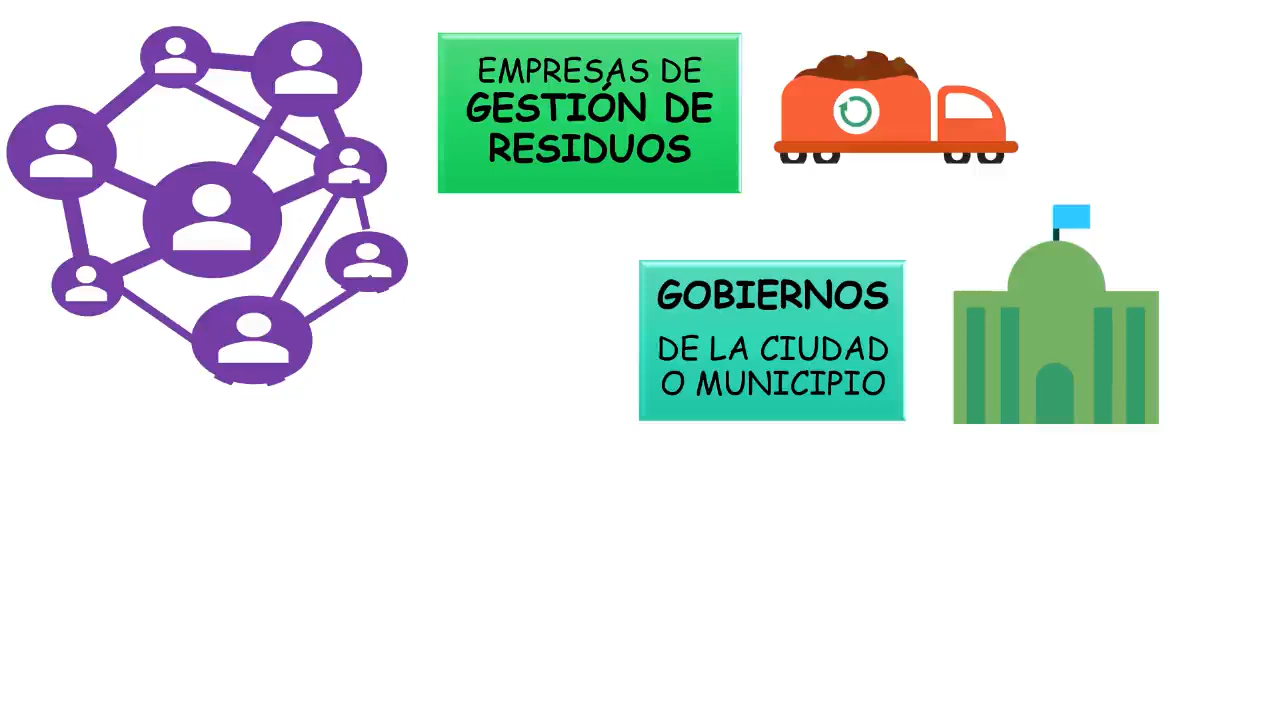 EMPRESAS DE
GESTIÓN DE
RESIDUOS
GOBIERNOS
DE LA CIUDAD
O MUNICIPIO